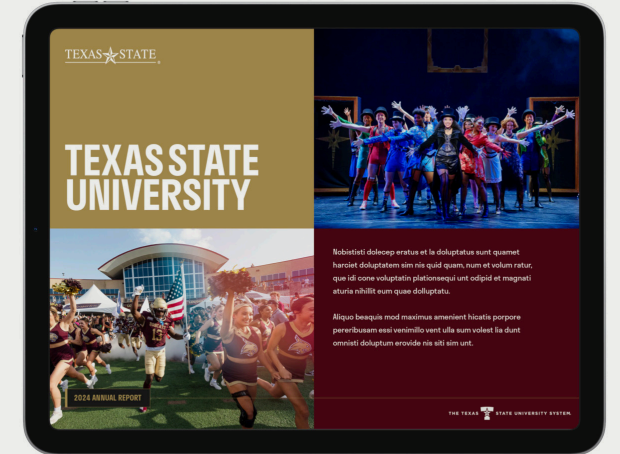 TEXAS STATE
TEXAS STATE
UNIVERSITY
Nobististi dolecep eratus et la doluptatus sunt quamet
harciet doluptatem sim nis quid quam, num et volum ratur,
que idi cone voluptatin plationsequi unt odipid et magnati
aturia nihillit eum quae dolluptatu.
Aliquo beaquis mod maximus amenient hicatis porpore
pereribusam essi venimillo vent ulla sum volest lia dunt
omnisti doluptum erovide nis siti sim unt.
13
2024 ANNUAL REPORT
THE TEXAS STATE UNIVERSITY SYSTEM